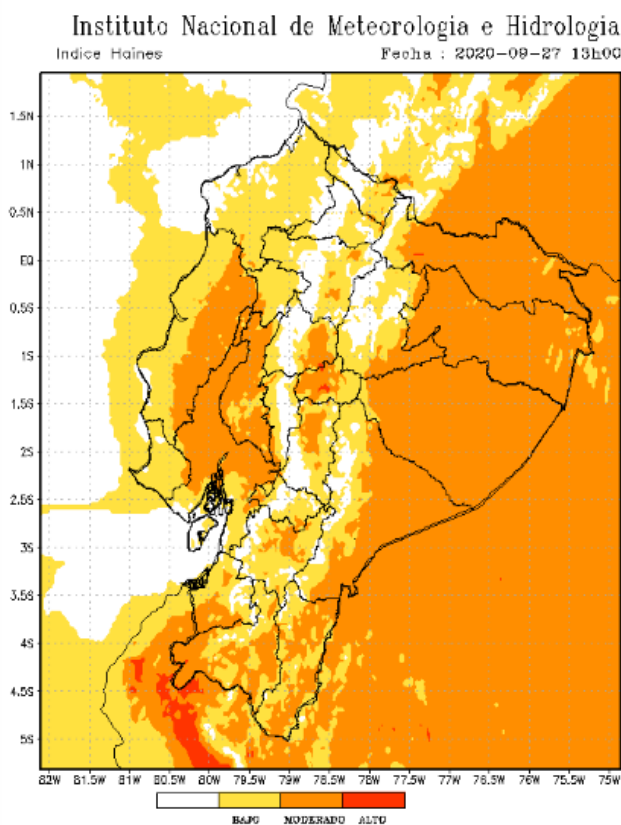 Instituto Nacional de Meteorologia e Hidrologia
Indice Haines Fecha : 2020-09-27 13h00
1.5N
1N
0.5N
EQ
0.5S
1S
1.5S
2S
2.5S
3S
3.5S
4S
4.5S
5S
82W 81.5W 81W 80.5W 80W 79.5W 79W 78.5W 78W 77.5W 77W 76.5W 76W 75.5W 75W
BAJO MODERADO ALTO